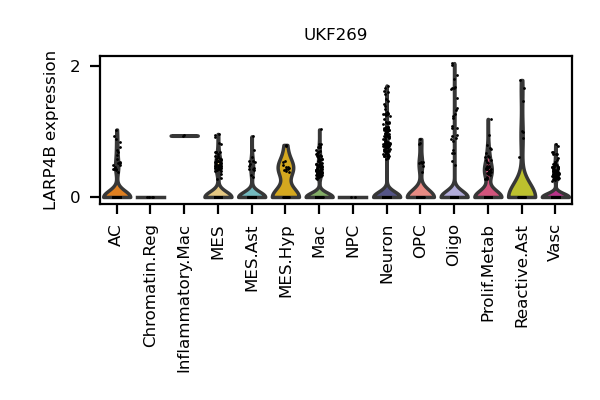 UKF269
LARP4B expression
2
0
AC
Chromatin.Reg
Inflammatory.Mac
MES
MES.Ast
MES.Hyp
Mac
NPC
Neuron
OPC
Oligo
Prolif.Metab
Reactive.Ast
Vasc